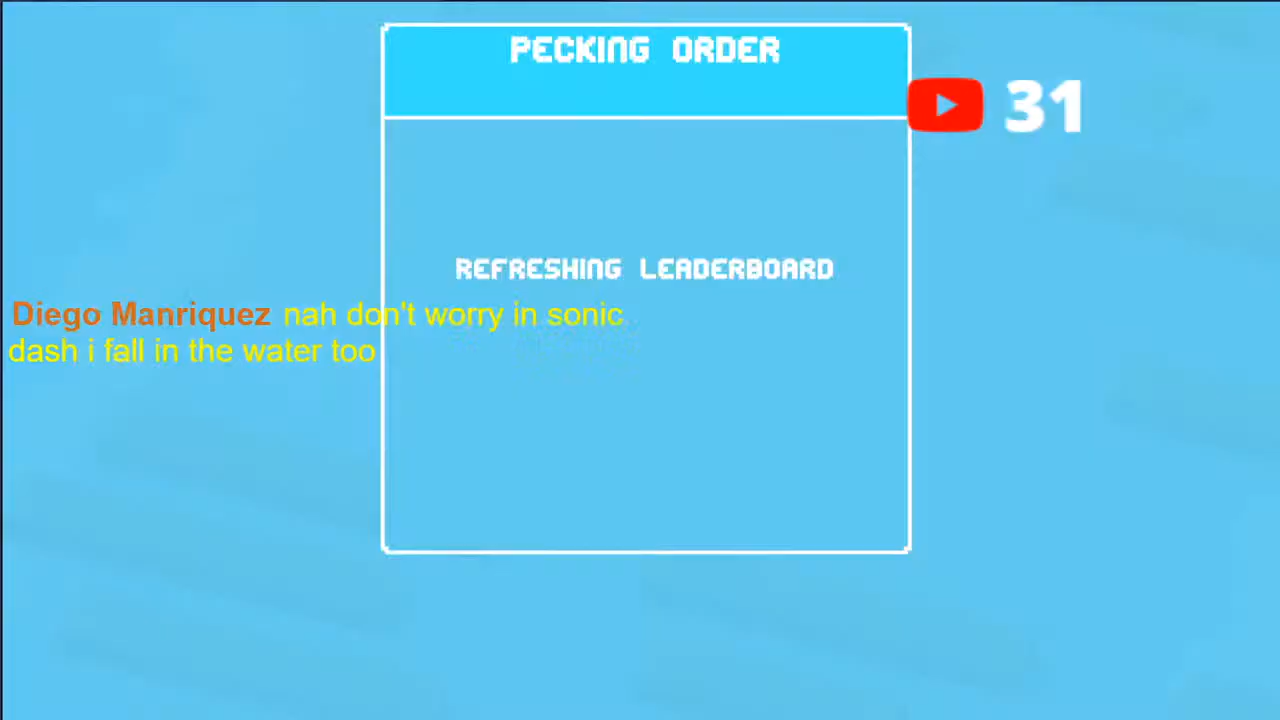 PECKING ORDER
31
REFRESHING LEADERBOARD
Diego Manriquez nah don't worry in sonic
dash i fall in the water too